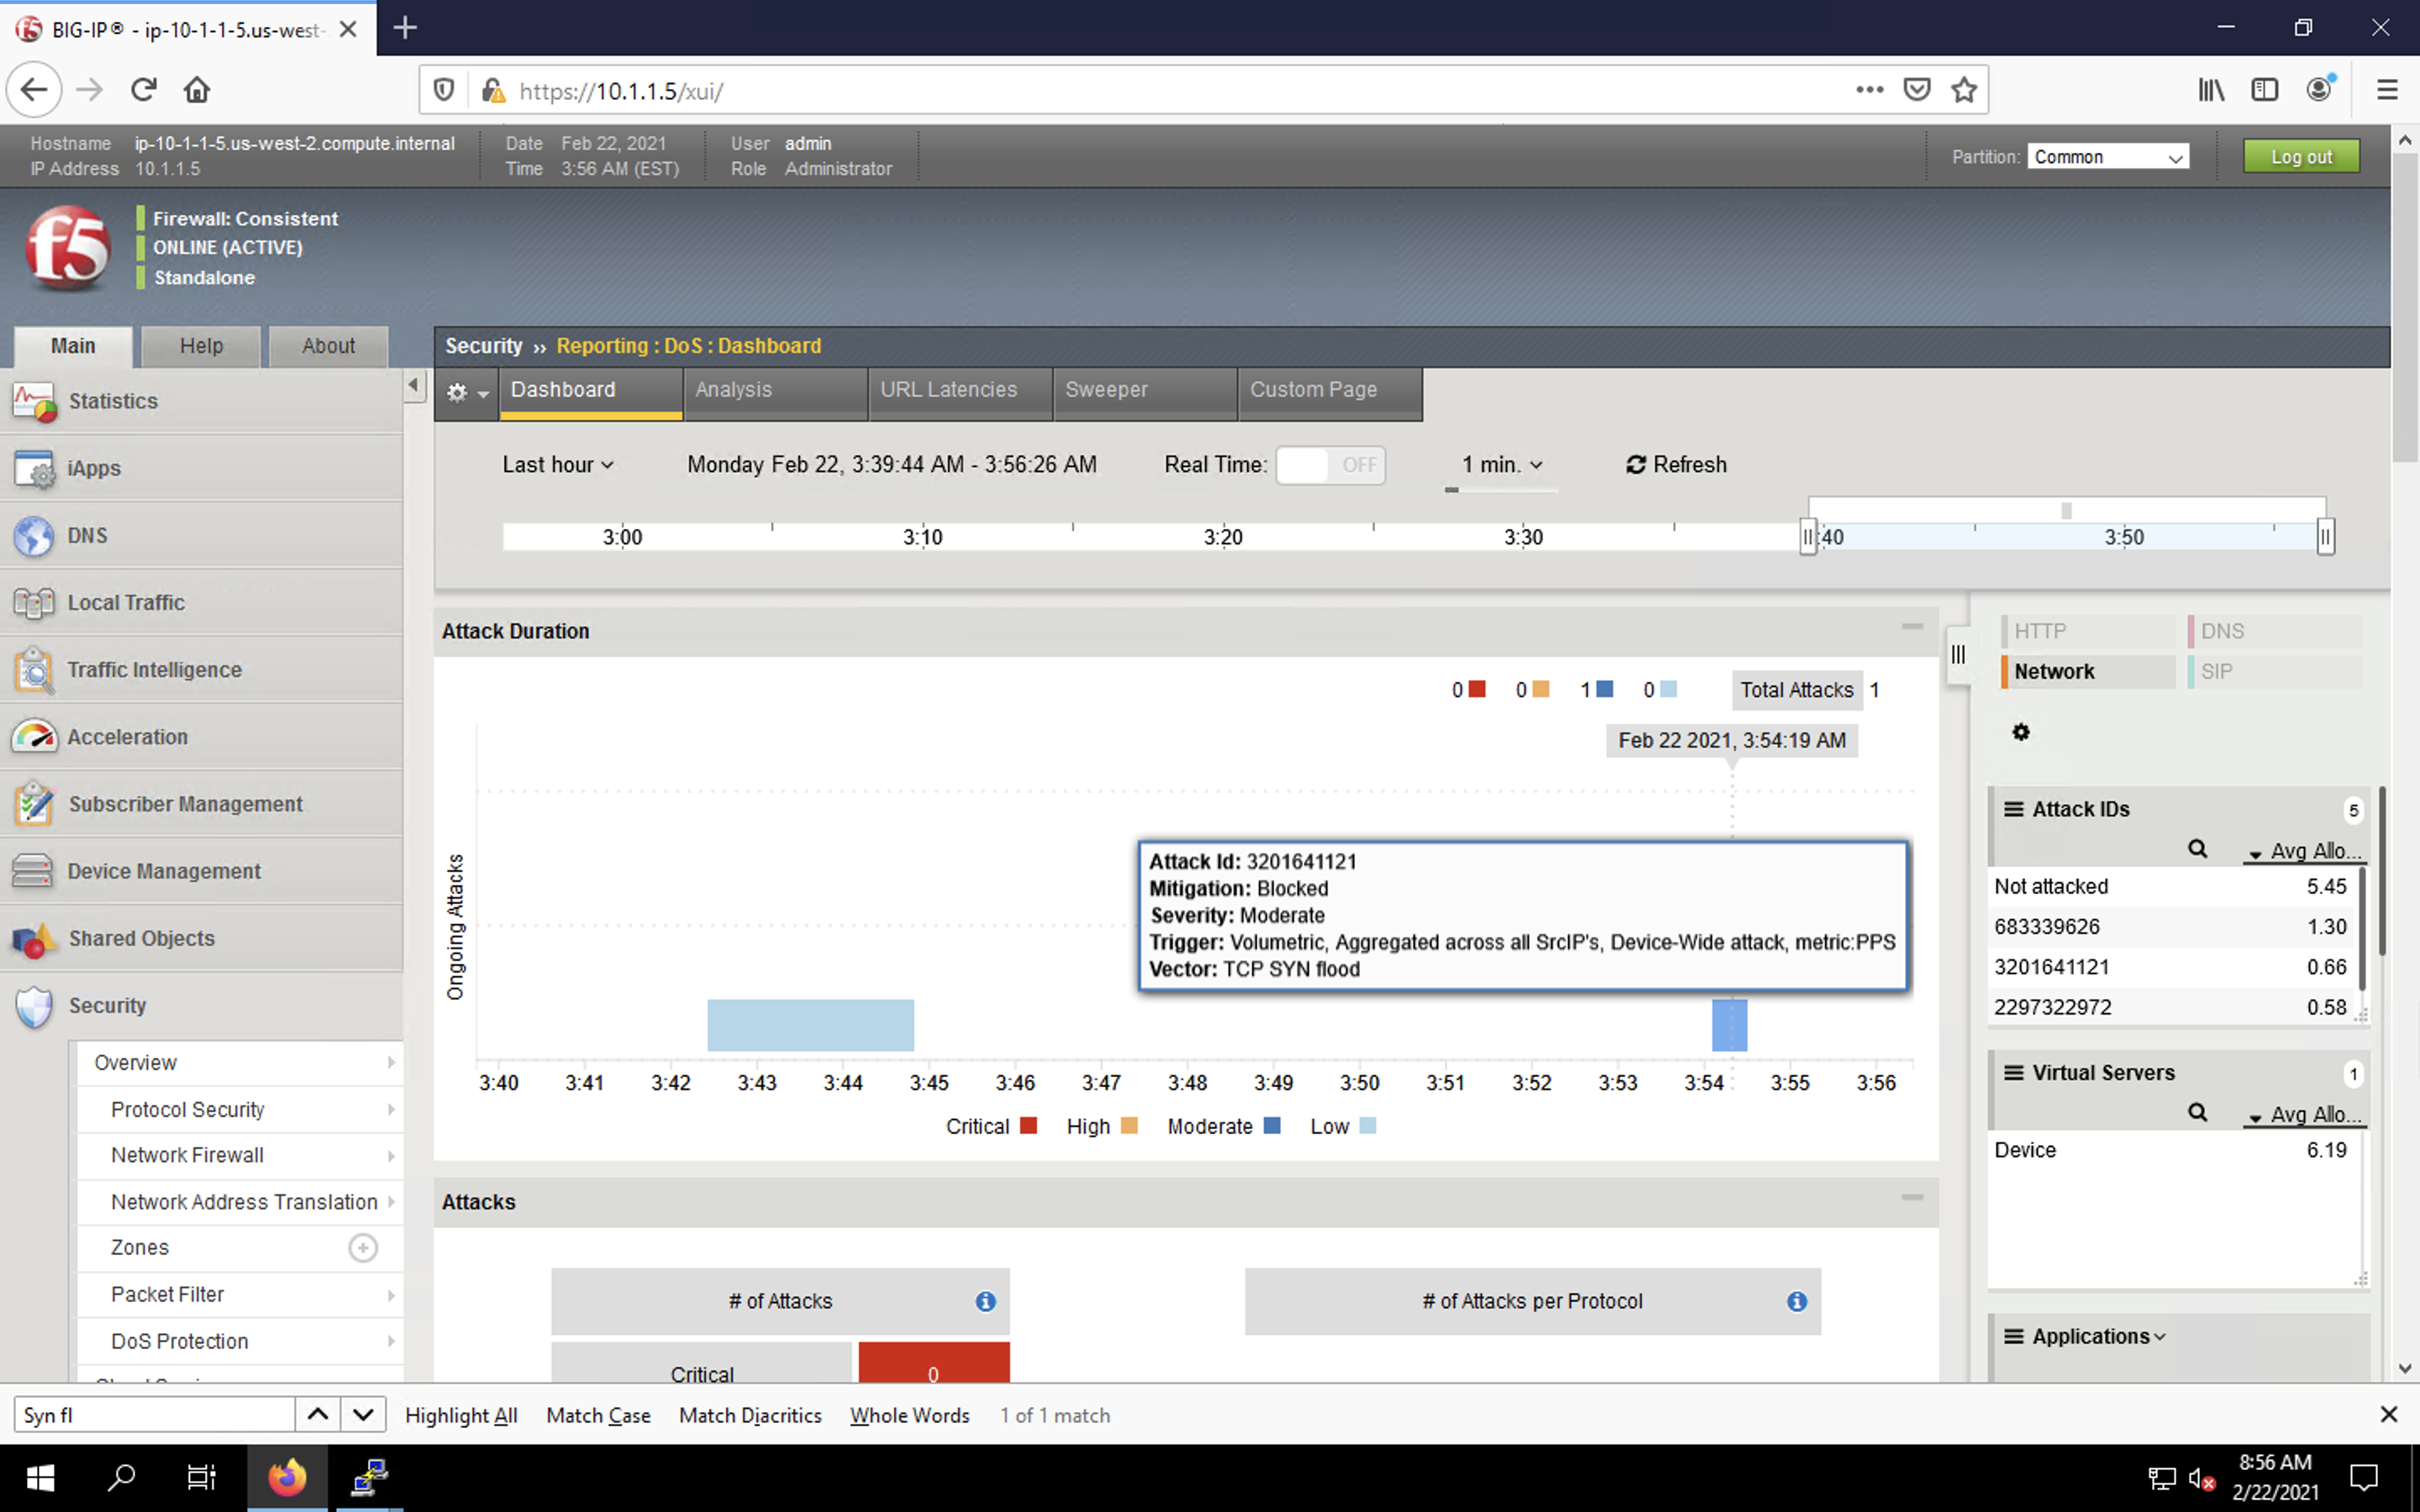 BIG-IP® - ip-10-1-1-5.us-west-
https://10.1.1.5/xui/
Hostname ip-10-1-1-5.us-west-2.compute.internal
IP Address 10.1.1.5
Date Feb 22, 2021
Time 3:56 AM (EST)
User admin
Role Administrator
Partition: Common
Log out
f5
Firewall: Consistent
ONLINE (ACTIVE)
Standalone
Main Help About
Statistics
iApps
DNS
Local Traffic
Traffic Intelligence
Acceleration
Subscriber Management
Device Management
Shared Objects
Security
Overview
Protocol Security
Network Firewall
Network Address Translation
Zones
Packet Filter
DoS Protection
Security ›› Reporting : DoS : Dashboard
Dashboard Analysis URL Latencies Sweeper Custom Page
Last hour Monday Feb 22, 3:39:44 AM - 3:56:26 AM Real Time: OFF 1 min. Refresh
3:00 3:10 3:20 3:30 :40 3:50
Attack Duration
0 0 1 0 Total Attacks 1
Feb 22 2021, 3:54:19 AM
Ongoing Attacks
Attack Id: 3201641121
Mitigation: Blocked
Severity: Moderate
Trigger: Volumetric, Aggregated across all SrcIP's, Device-Wide attack, metric:PPS
Vector: TCP SYN flood
3:40 3:41 3:42 3:43 3:44 3:45 3:46 3:47 3:48 3:49 3:50 3:51 3:52 3:53 3:54 3:55 3:56
Critical High Moderate Low
Attacks
# of Attacks
# of Attacks per Protocol
Critical 0
HTTP DNS
Network SIP
Attack IDs 5
Avg Allo...
Not attacked 5.45
683339626 1.30
3201641121 0.66
2297322972 0.58
Virtual Servers 1
Avg Allo...
Device 6.19
Applications
Syn fl Highlight All Match Case Match Diacritics Whole Words 1 of 1 match
8:56 AM
2/22/2021